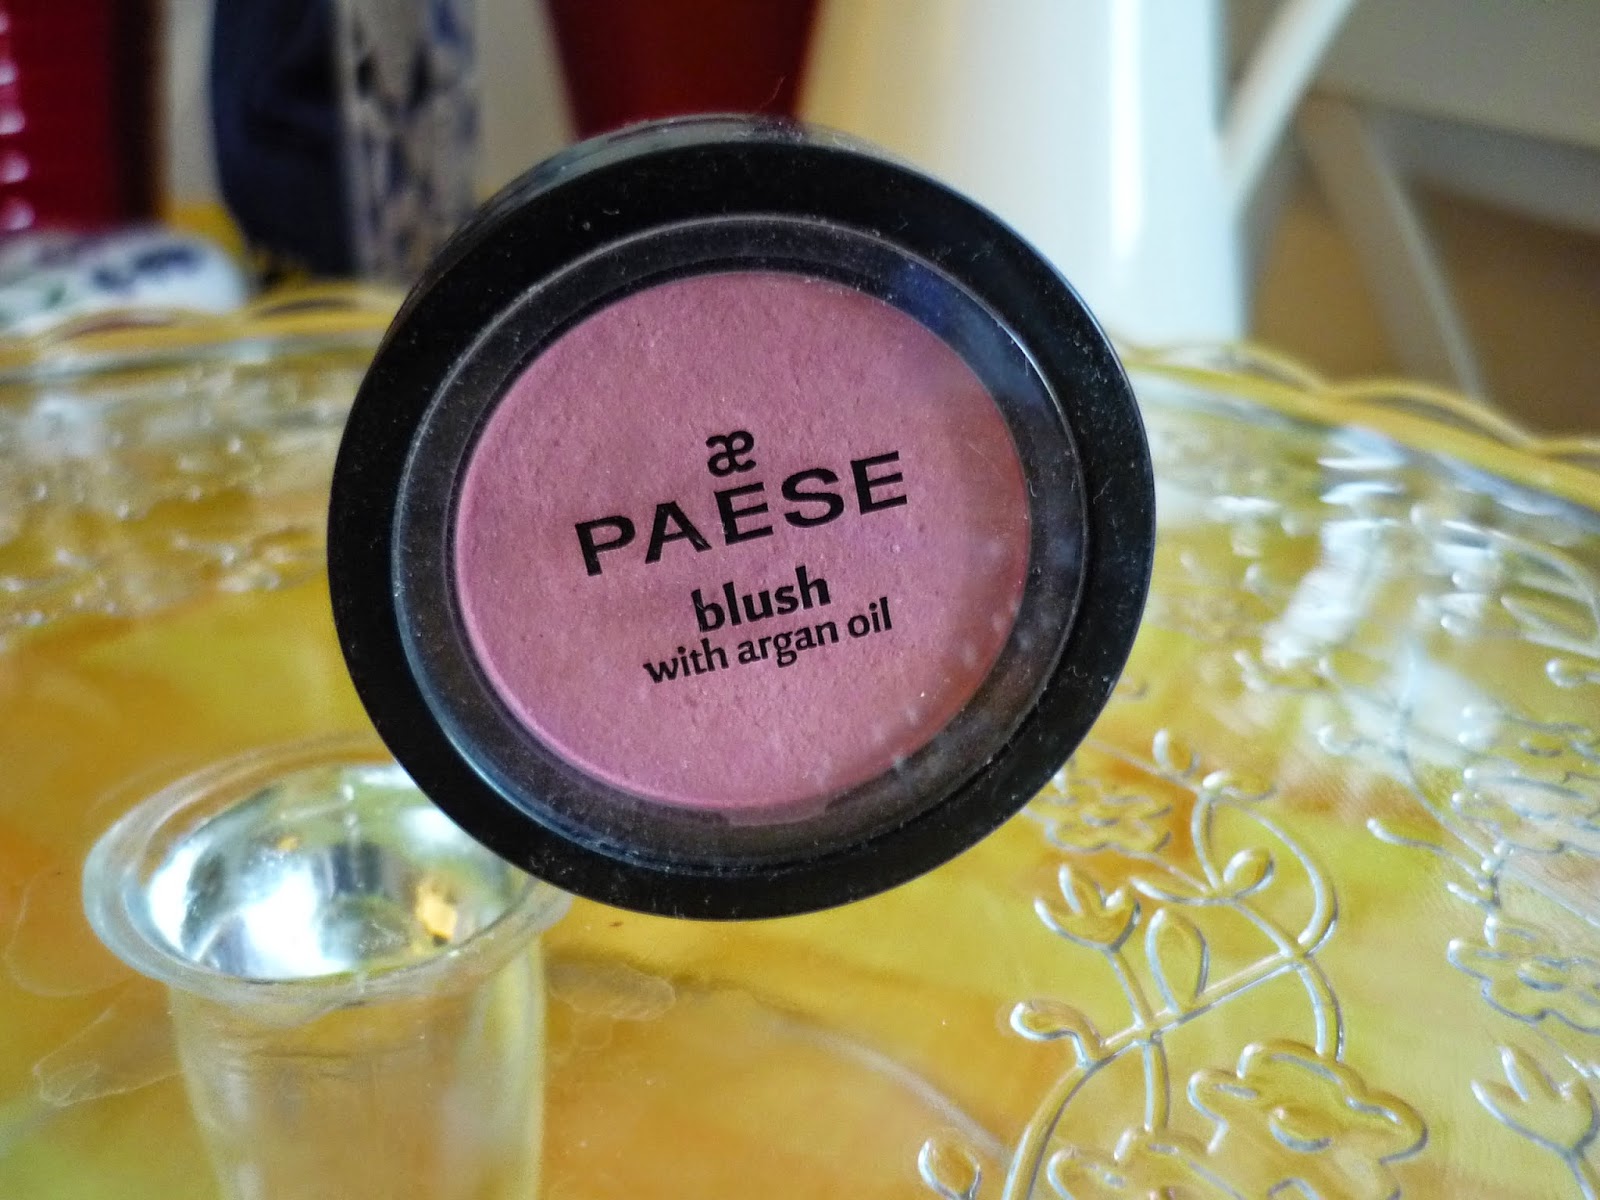 æ
PAESE
blush
with argan oil